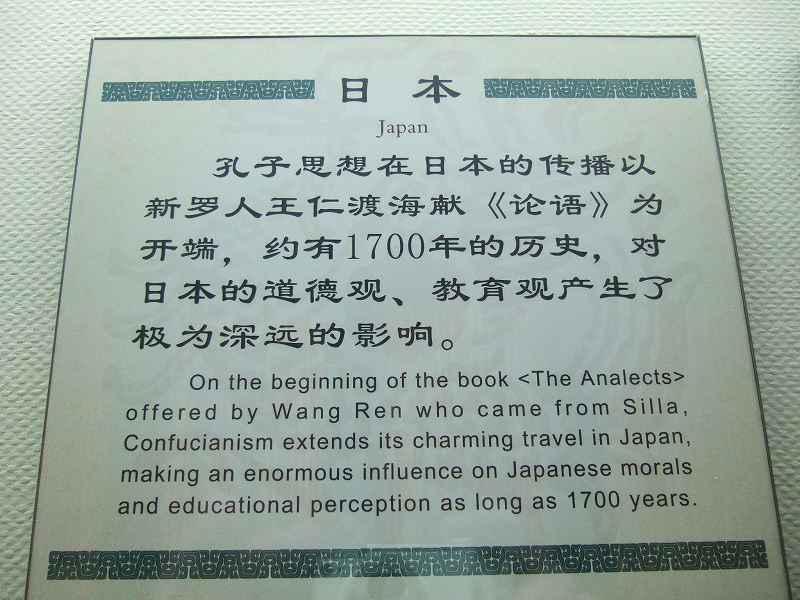 日本
Japan
孔子思想在日本的传播以
新罗人王仁渡海献《论语》为
开端，约有1700年的历史，对
日本的道德观、教育观产生了
极为深远的影响。
On the beginning of the book <The Analects>
offered by Wang Ren who came from Silla,
Confucianism extends its charming travel in Japan,
making an enormous influence on Japanese morals
and educational perception as long as 1700 years.